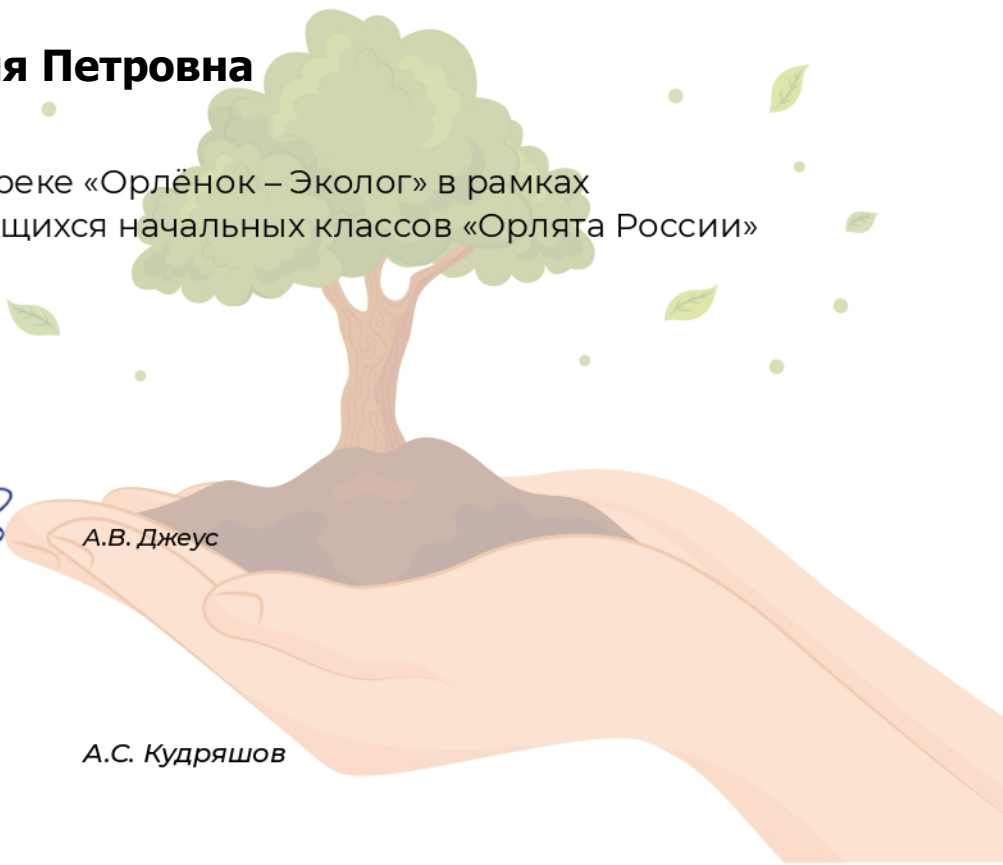 я Петровна
реке «Орлёнок – Эколог» в рамках
щихся начальных классов «Орлята России»
А.В. Джеус
А.С. Кудряшов